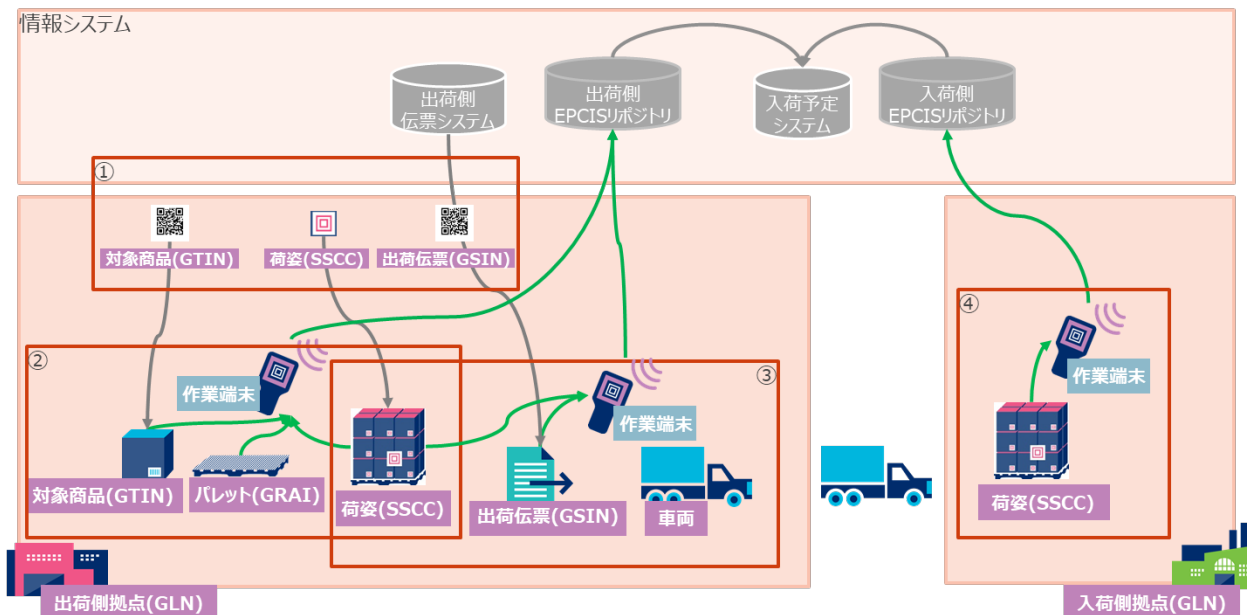 情報システム
出荷側
伝票システム
出荷側
EPCISリポジトリ
入荷予定
システム
入荷側
EPCISリポジトリ
①
対象商品(GTIN)
荷姿(SSCC)
出荷伝票(GSIN)
②
作業端末
対象商品(GTIN)
パレット(GRAI)
荷姿(SSCC)
③
作業端末
出荷伝票(GSIN)
車両
④
作業端末
荷姿(SSCC)
出荷側拠点(GLN)
入荷側拠点(GLN)